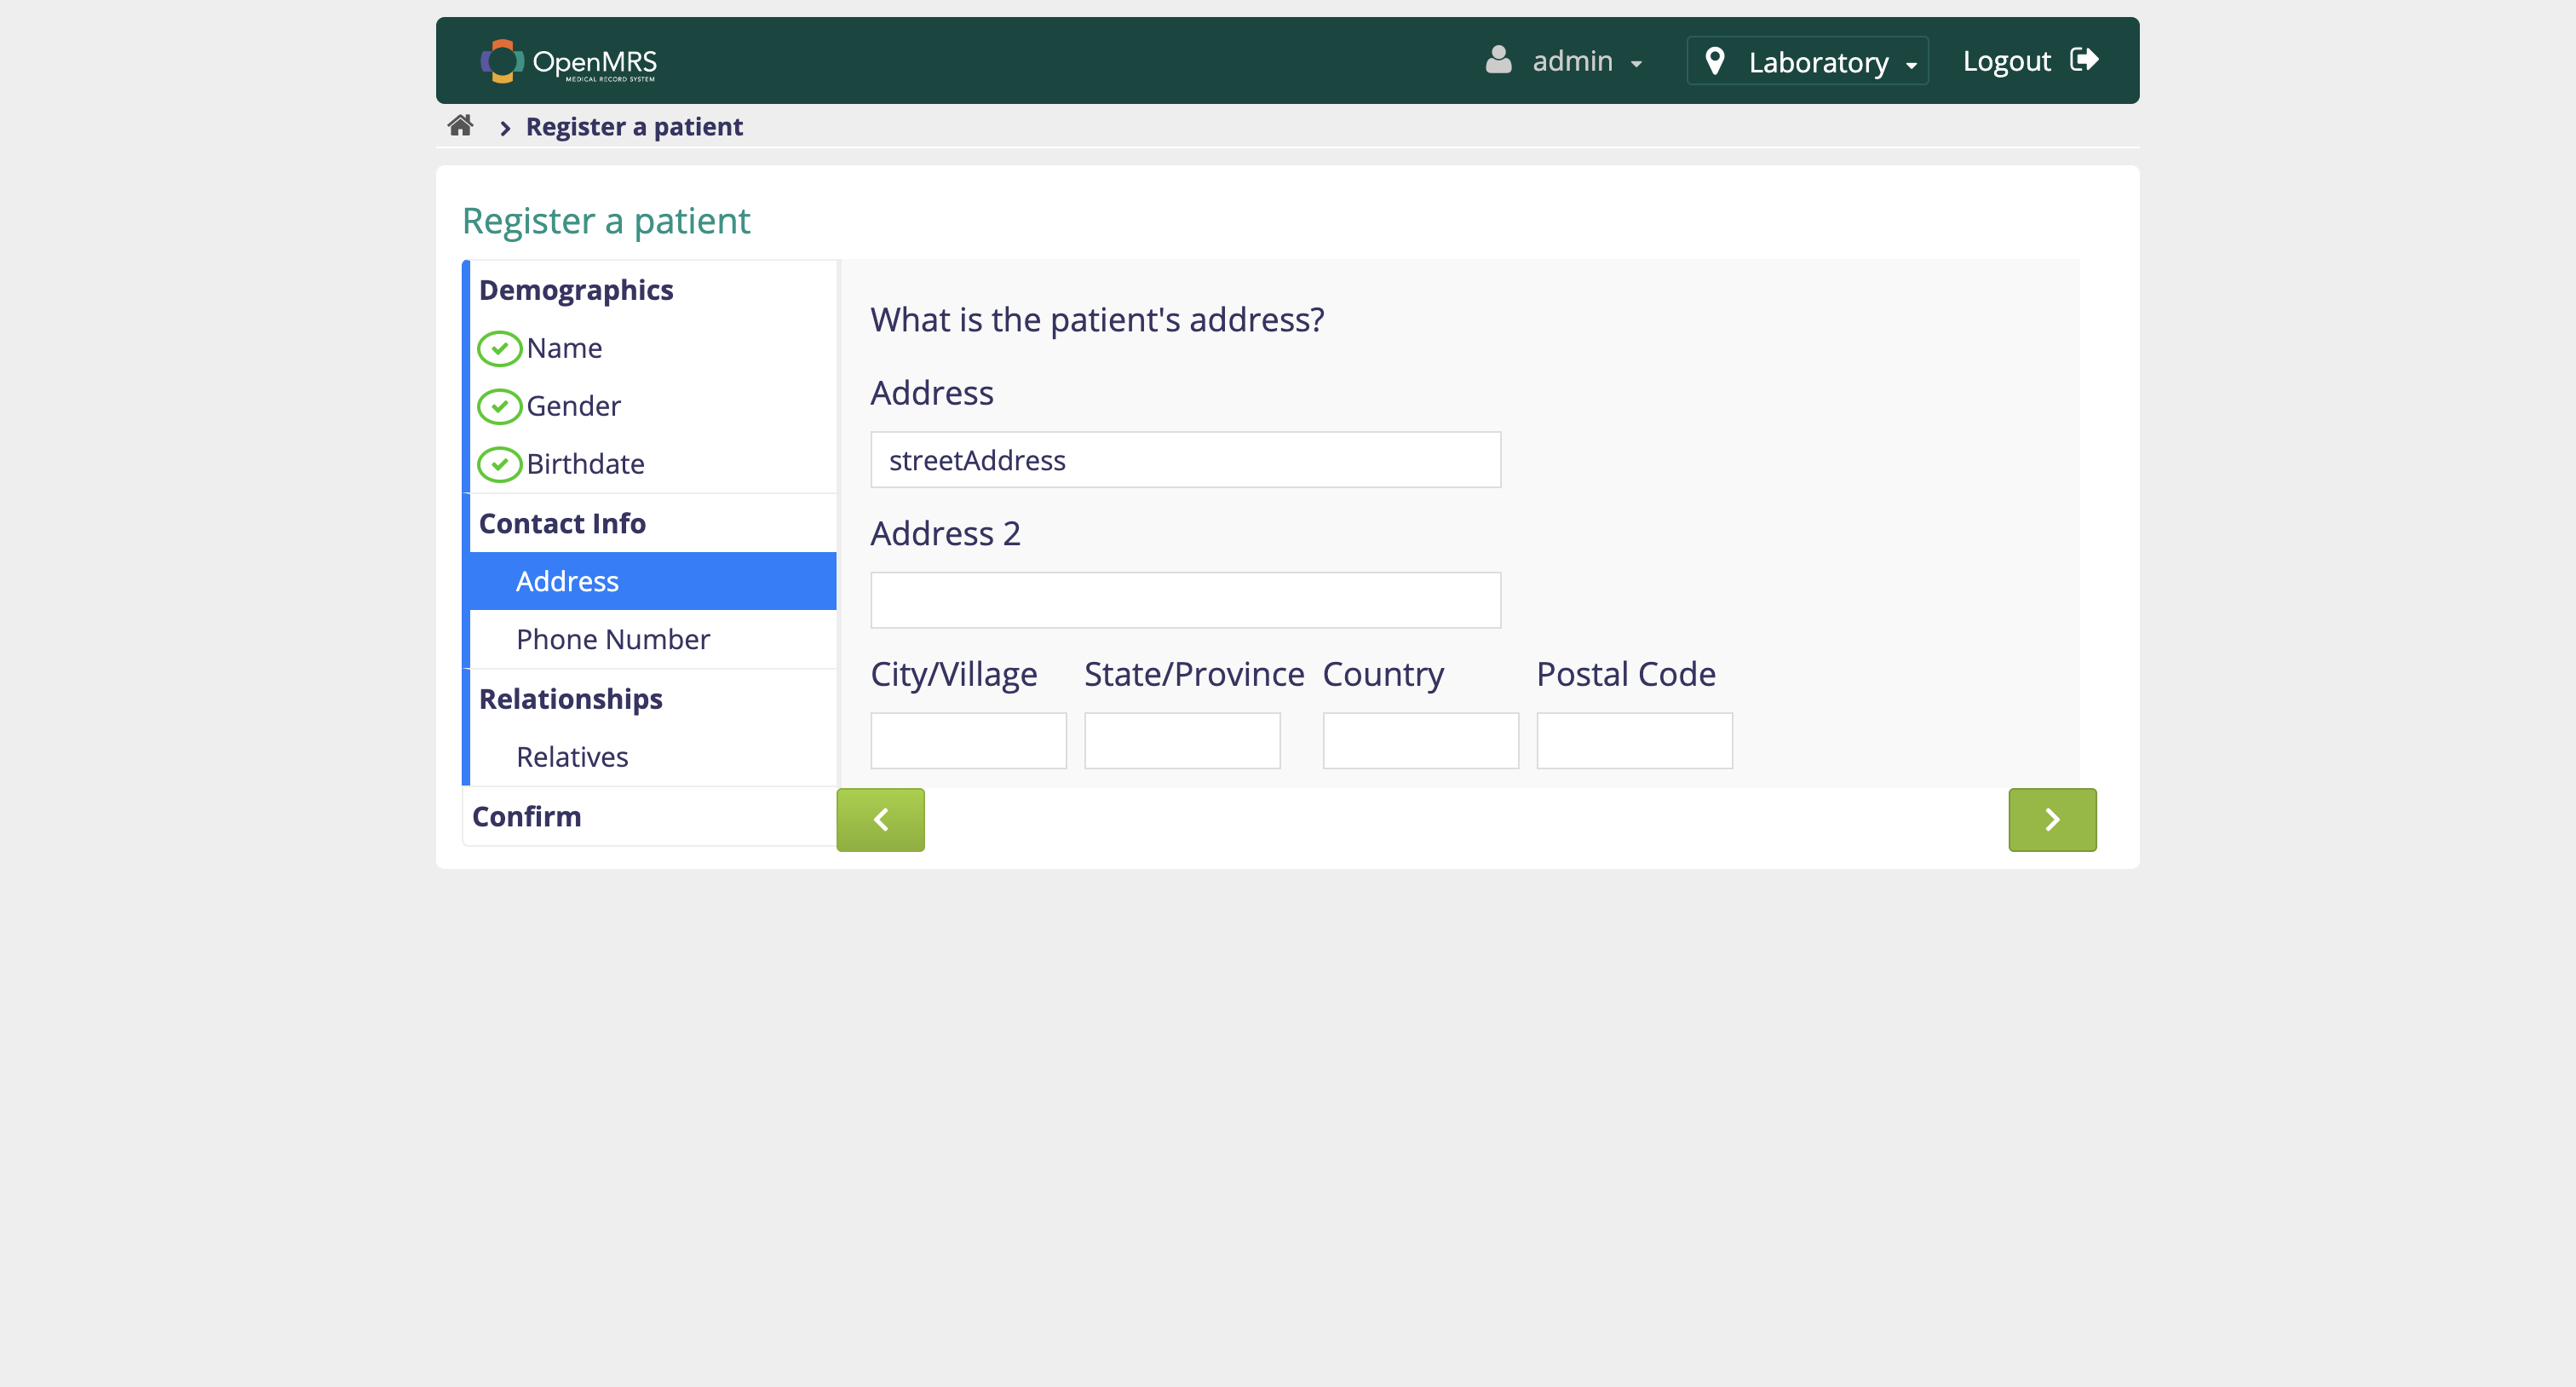 OpenMRS
MEDICAL RECORD SYSTEM
admin
Laboratory
Logout
Register a patient
Register a patient
Demographics
Name
Gender
Birthdate
Contact Info
Address
Phone Number
Relationships
Relatives
Confirm
What is the patient's address?
Address
streetAddress
Address 2
City/Village State/Province Country Postal Code